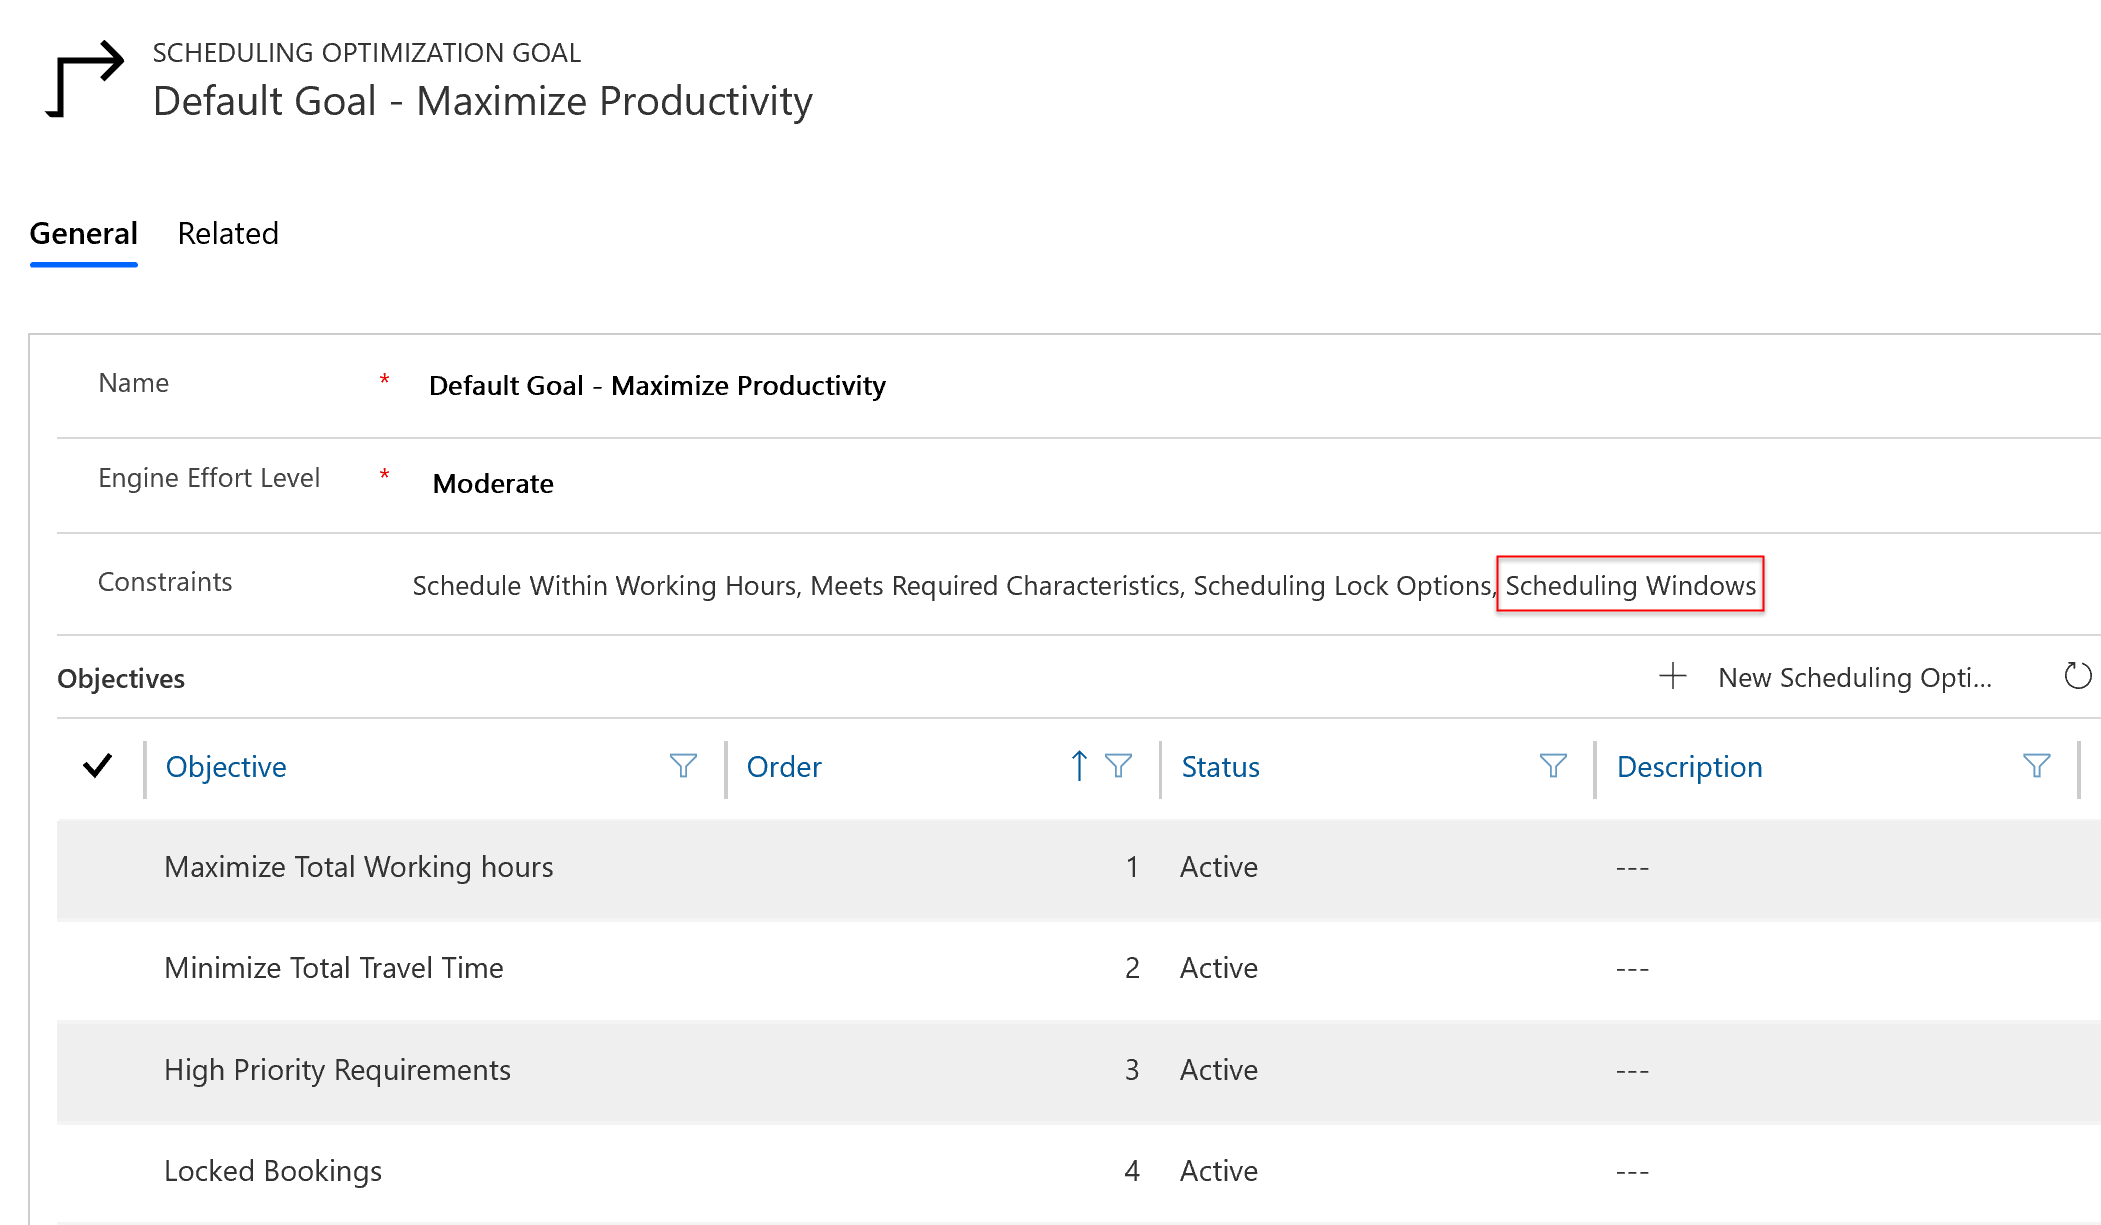 SCHEDULING OPTIMIZATION GOAL
Default Goal - Maximize Productivity
General Related
Name * Default Goal - Maximize Productivity
Engine Effort Level * Moderate
Constraints Schedule Within Working Hours, Meets Required Characteristics, Scheduling Lock Options, Scheduling Windows
Objectives New Scheduling Opti...
Objective Order Status Description
Maximize Total Working hours 1 Active ---
Minimize Total Travel Time 2 Active ---
High Priority Requirements 3 Active ---
Locked Bookings 4 Active ---